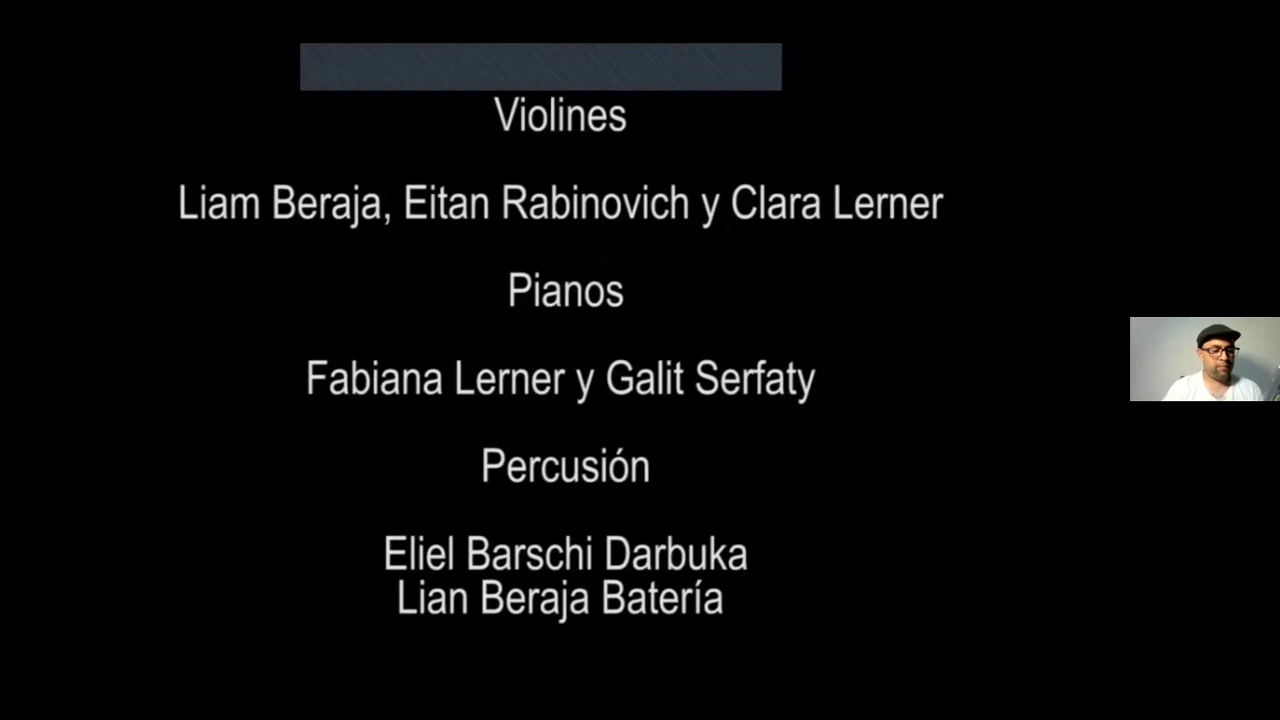 Violines
Liam Beraja, Eitan Rabinovich y Clara Lerner
Pianos
Fabiana Lerner y Galit Serfaty
Percusión
Eliel Barschi Darbuka
Lian Beraja Batería